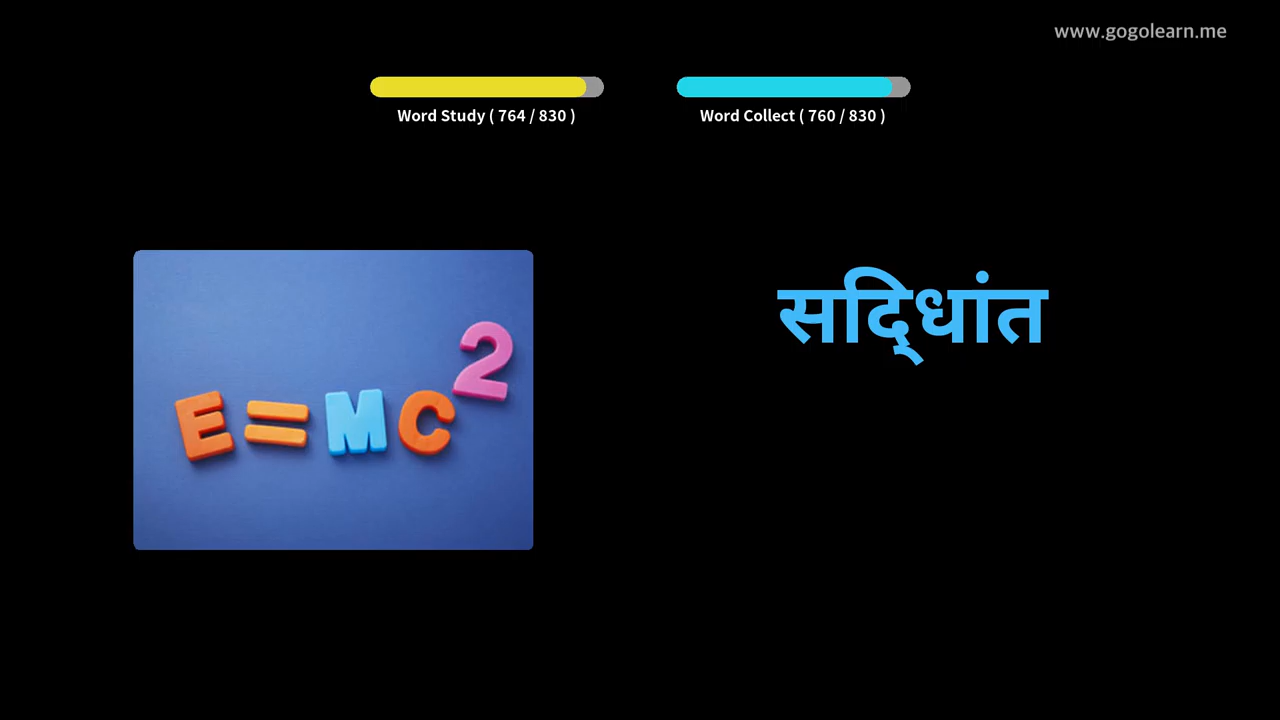 www.gogolearn.me
Word Study ( 764 / 830 )
Word Collect ( 760 / 830 )
E=MC2
सद्धिांत